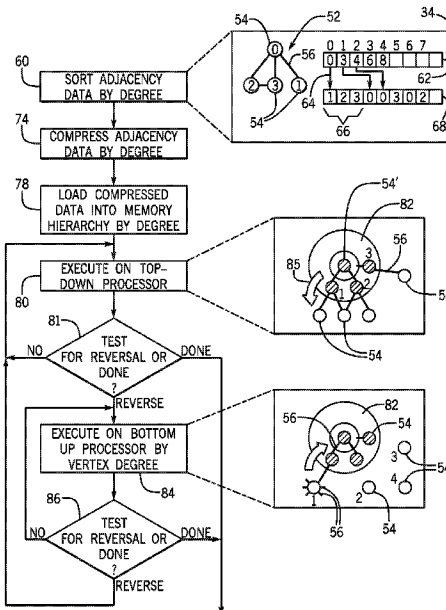 60
SORT ADJACENCY
DATA BY DEGREE
74
COMPRESS ADJACENCY
DATA BY DEGREE
78
LOAD COMPRESSED
DATA INTO MEMORY
HIERARCHY BY DEGREE
EXECUTE ON TOP-
DOWN PROCESSOR
80
81
NO
TEST
FOR REVERSAL OR
DONE
?
DONE
REVERSE
EXECUTE ON BOTTOM
UP PROCESSOR BY
VERTEX DEGREE
84
86
NO
TEST
FOR REVERSAL OR
DONE
?
DONE
REVERSE
54
52
34
56
0
2
3
1
54
0 1 2 3 4 5 6 7
0 3 4 6 8
62
64
1 2 3 0 0 3 0 2
66
68
54'
82
56
3
85
1
2
54
82
56
54
3
4
1
2
56
54